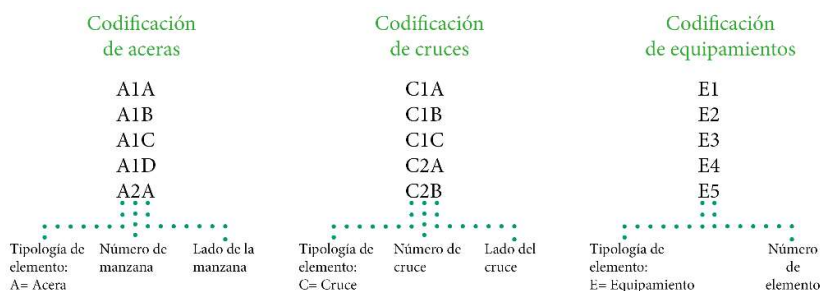 Codificación
de aceras
A1A
A1B
A1C
A1D
A2A
Tipología de
elemento:
A= Acera
Número de
manzana
Lado de la
manzana
Codificación
de cruces
C1A
C1B
C1C
C2A
C2B
Tipología de
elemento:
C= Cruce
Número de
cruce
Lado del
cruce
Codificación
de equipamientos
E1
E2
E3
E4
E5
Tipología de
elemento:
E= Equipamiento
Número
de
elemento